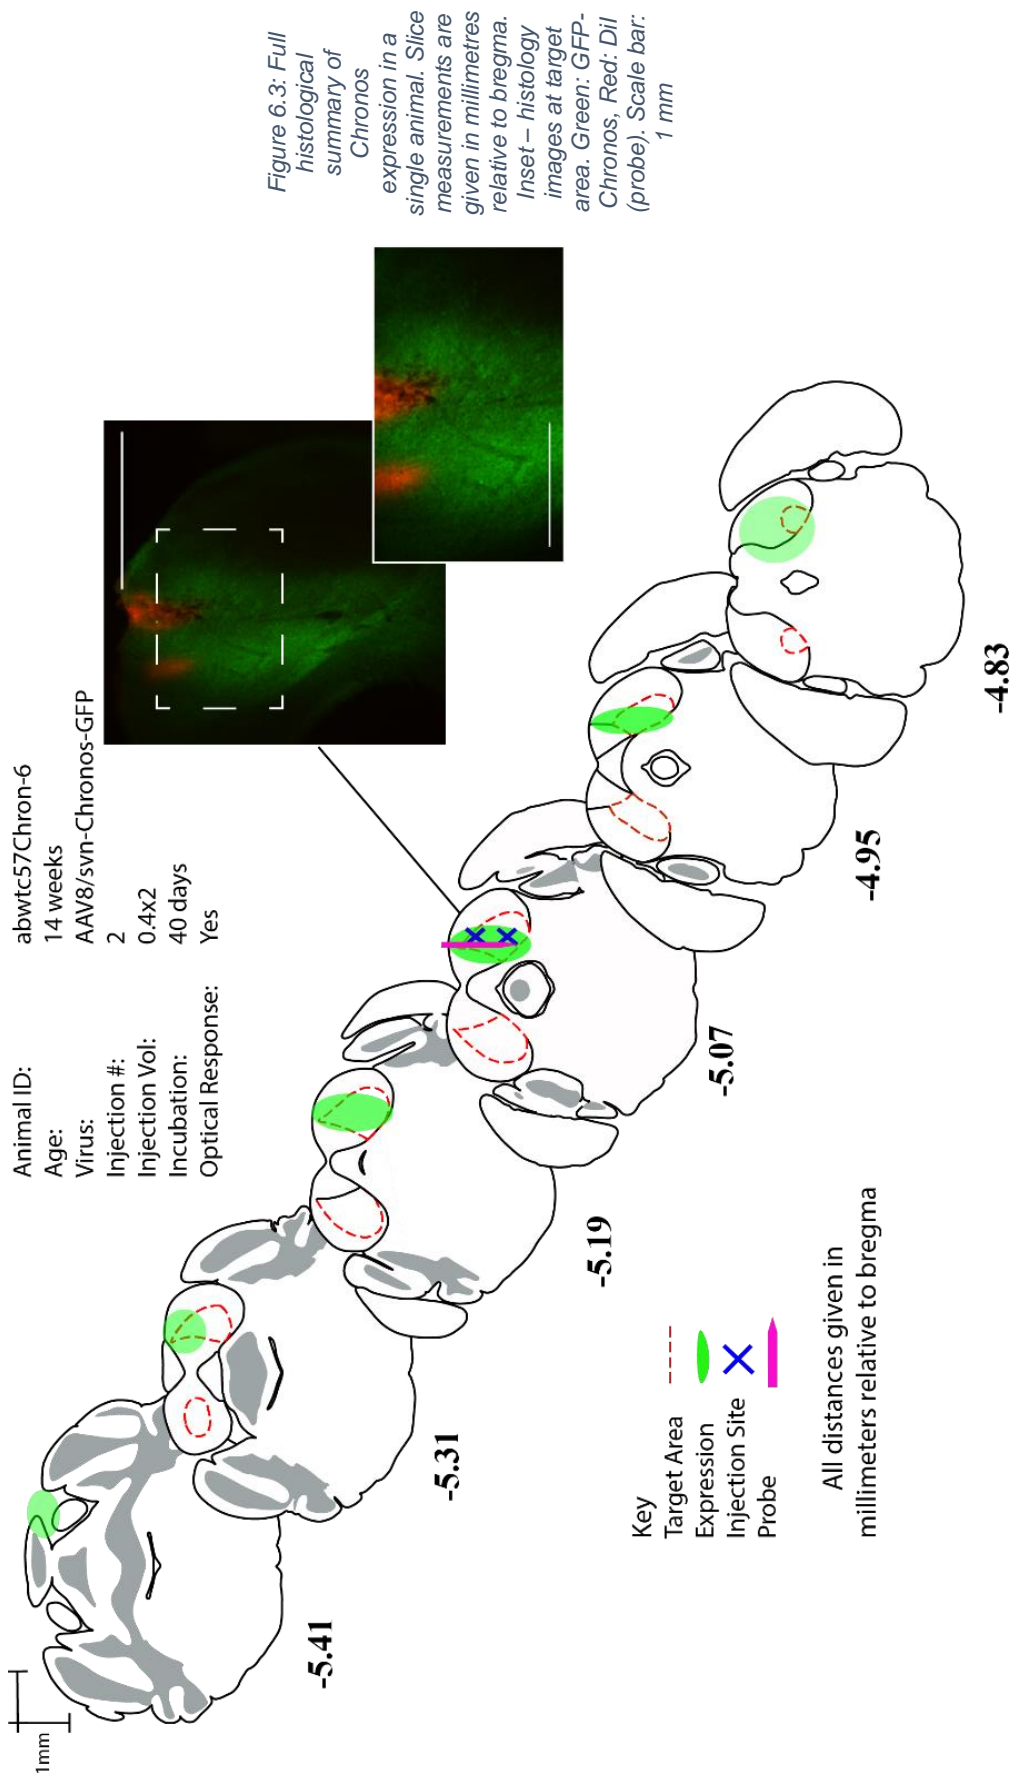 Animal ID: abwtc57Chron-6
Age: 14 weeks
Virus: AAV8/svn-Chronos-GFP
Injection #: 2
Injection Vol: 0.4x2
Incubation: 40 days
Optical Response: Yes
1mm
-5.41
-5.31
-5.19
-5.07
-4.95
-4.83
Key
Target Area
Expression
Injection Site
Probe
All distances given in
millimeters relative to bregma
Figure 6.3: Full
histological
summary of
Chronos
expression in a
single animal. Slice
measurements are
given in millimetres
relative to bregma.
Inset – histology
images at target
area. Green: GFP-
Chronos, Red: DiI
(probe). Scale bar:
1 mm